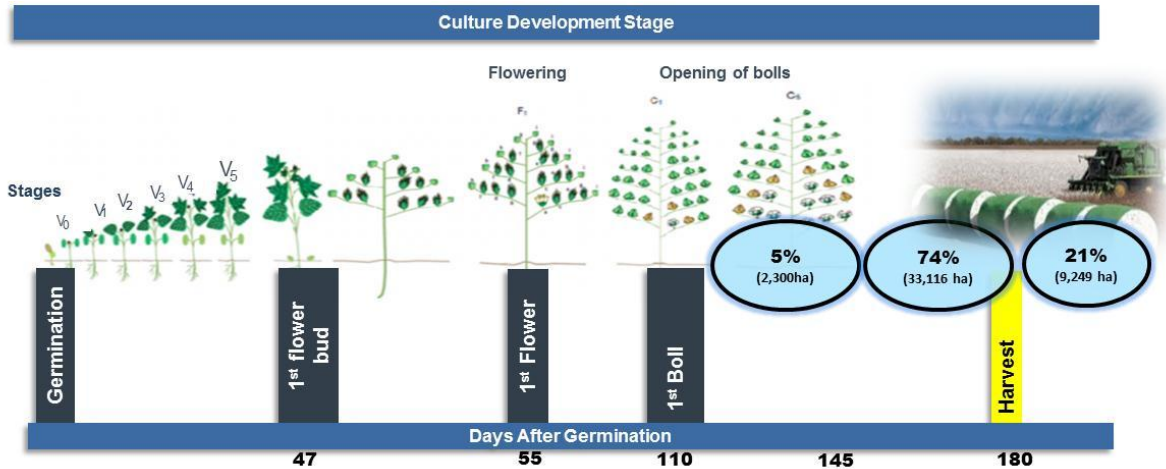 Culture Development Stage
Flowering
Opening of bolls
F₁
C₁
Stages
V₀
V₁
V₂
V₃
V₄
V₅
5%
(2,300ha)
74%
(33,116 ha)
21%
(9,249 ha)
Germination
1st flower
bud
1st Flower
1st Boll
Harvest
Days After Germination
47
55
110
145
180